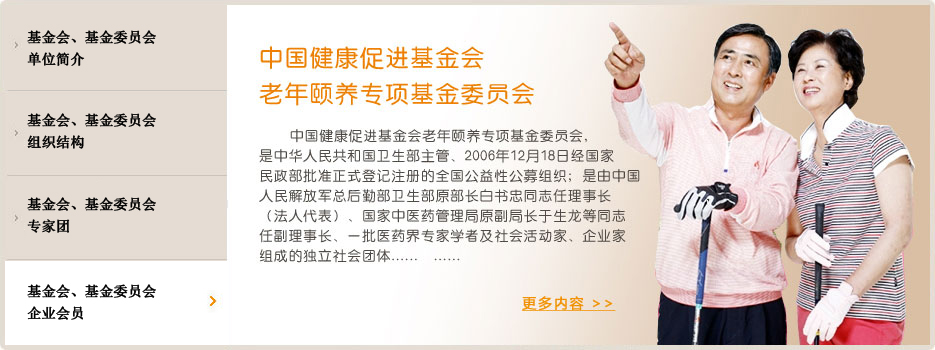 基金会、基金委员会
单位简介
基金会、基金委员会
组织结构
基金会、基金委员会
专家团
基金会、基金委员会
企业会员
中国健康促进基金会
老年颐养专项基金委员会
中国健康促进基金会老年颐养专项基金委员会，
是中华人民共和国卫生部主管、2006年12月18日经国家
民政部批准正式登记注册的全国公益性公募组织；是由中国
人民解放军总后勤部卫生部原部长白书忠同志任理事长
（法人代表）、国家中医药管理局原副局长于生龙等同志
任副理事长、一批医药界专家学者及社会活动家、企业家
组成的独立社会团体…… ……
更多内容 >>